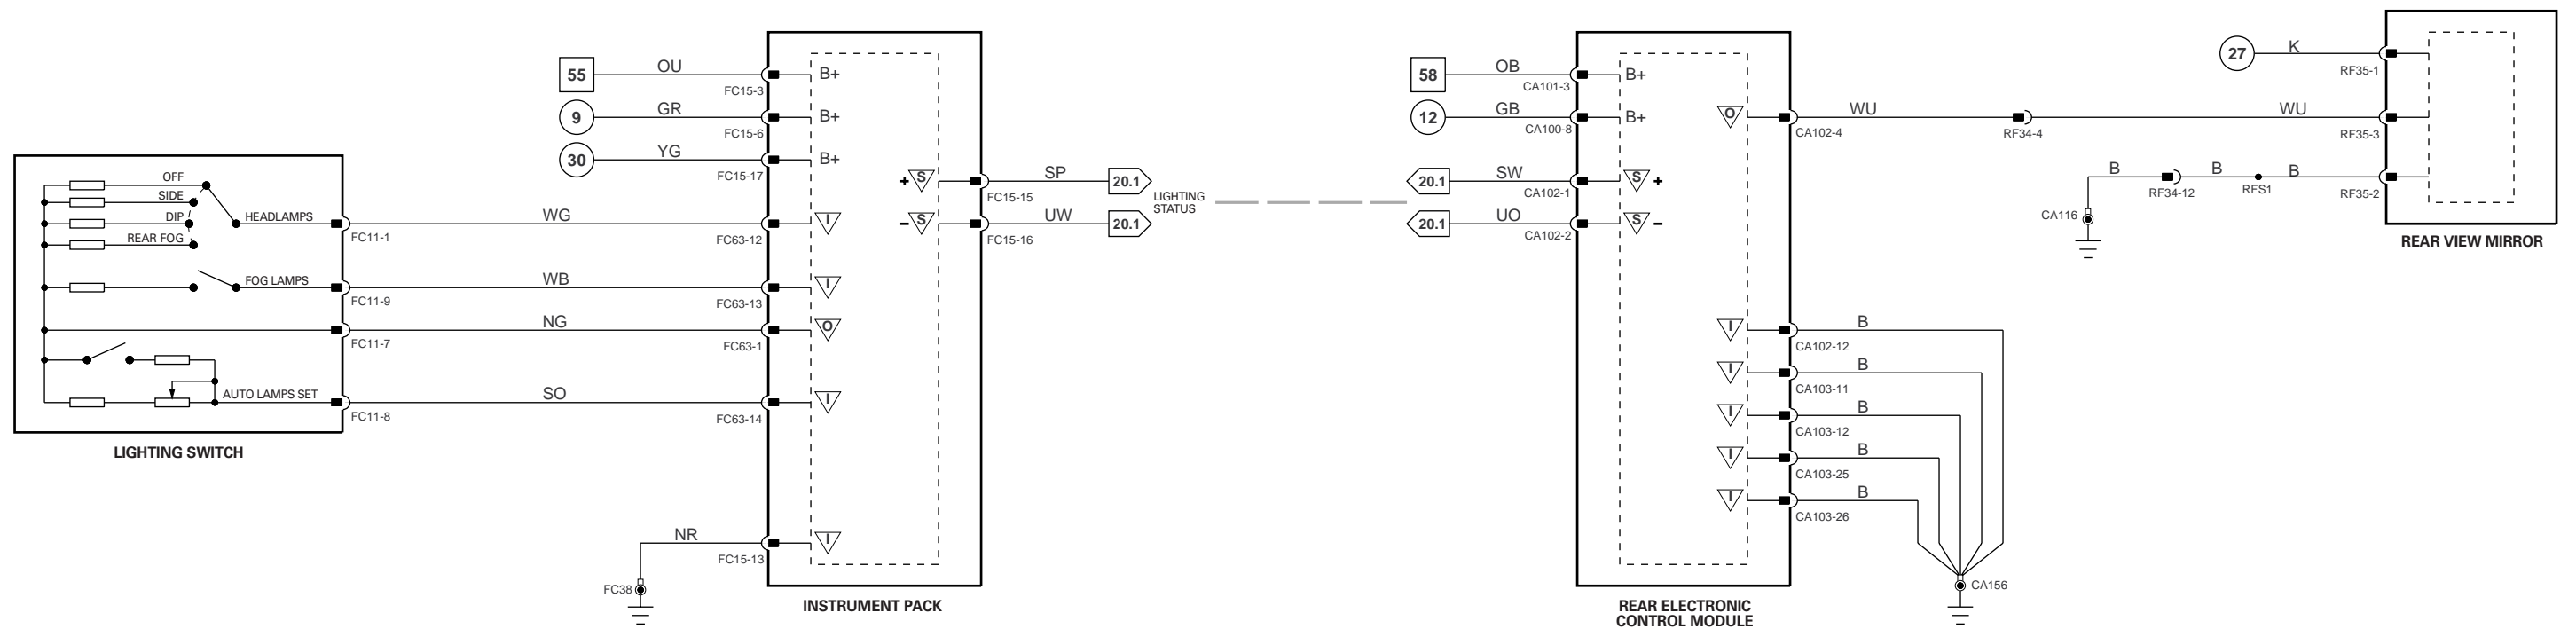 OFF
SIDE
DIP
REAR FOG
HEADLAMPS
FOG LAMPS
AUTO LAMPS SET
FC11-1
FC11-9
FC11-7
FC11-8
LIGHTING SWITCH
WG
WB
NG
SO
55
OU
FC15-3
B+
9
GR
FC15-6
B+
30
YG
FC15-17
B+
FC63-12
I
FC63-13
I
FC63-1
O
FC63-14
I
NR
FC15-13
I
FC38
+
S
-
S
INSTRUMENT PACK
FC15-15
SP
20.1
FC15-16
UW
20.1
LIGHTING
STATUS
58
OB
CA101-3
B+
12
GB
CA100-8
B+
20.1
SW
CA102-1
S
+
20.1
UO
CA102-2
S
-
O
CA102-4
WU
RF34-4
WU
RF35-3
I
CA102-12
B
I
CA103-11
B
I
CA103-12
B
I
CA103-25
B
I
CA103-26
B
CA156
REAR ELECTRONIC
CONTROL MODULE
27
K
RF35-1
CA116
B
RF34-12
B
RFS1
B
RF35-2
REAR VIEW MIRROR